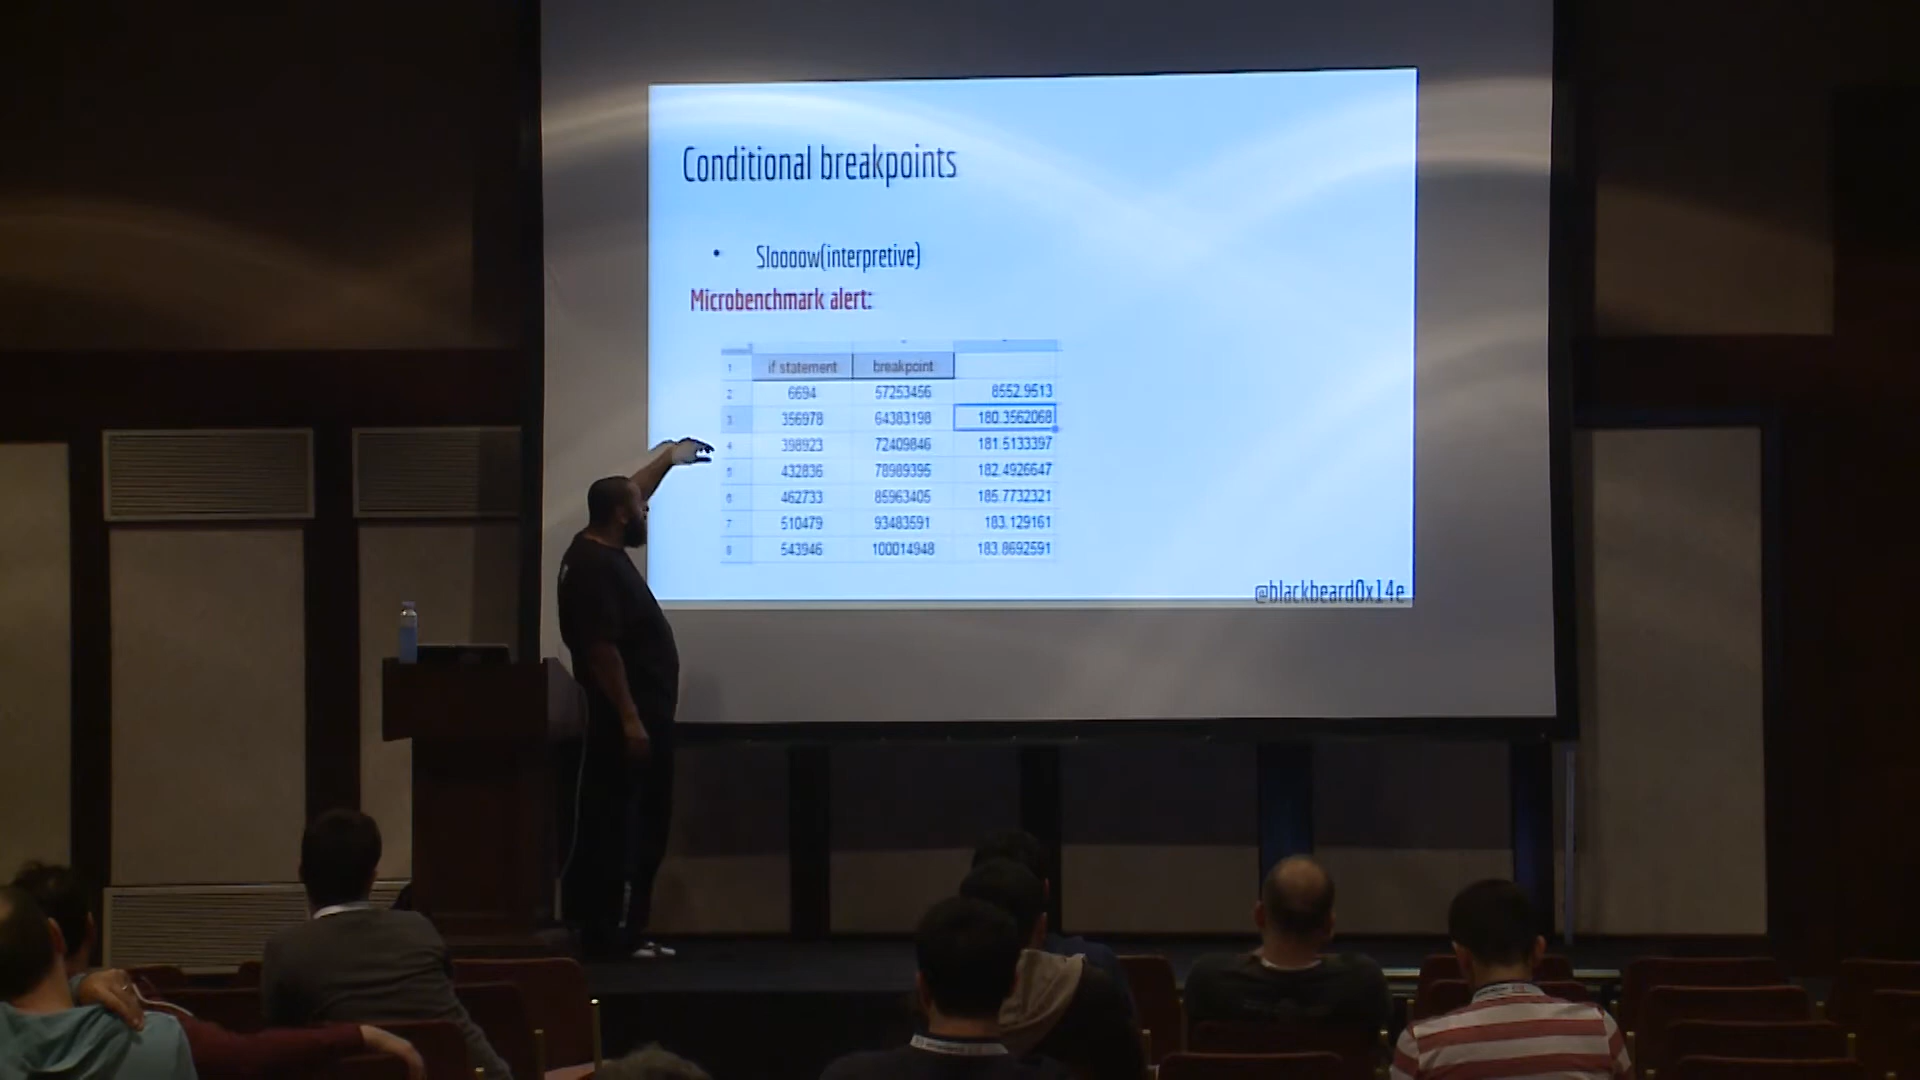 Conditional breakpoints
• Sloooow(interpretive)
Microbenchmark alert:
1 if statement breakpoint
2 6694 57253456 8552.9513
3 356978 64383198 180.3562068
4 398923 72409846 181.5133397
5 432836 78989395 182.4926647
6 462733 85963405 185.7732321
7 510479 93483591 183.129161
8 543946 100014948 183.8692591
@blackbeard0x14e